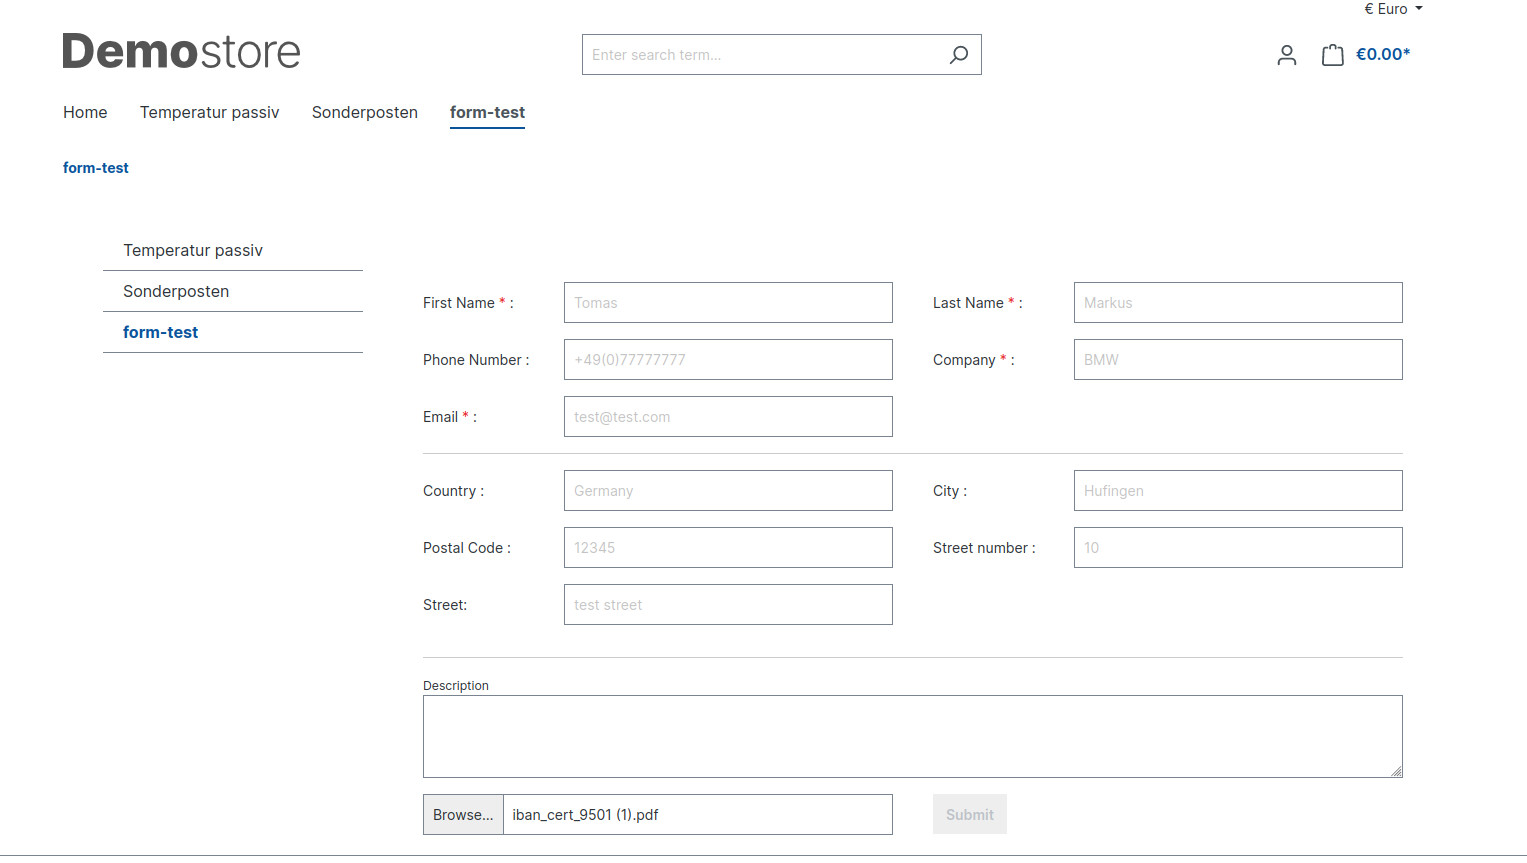 € Euro
Demostore
Enter search term...
€0.00*
Home Temperatur passiv Sonderposten form-test
form-test
Temperatur passiv
Sonderposten
form-test
First Name * : Tomas Last Name * : Markus
Phone Number : +49(0)77777777 Company * : BMW
Email * : test@test.com
Country : Germany City : Hufingen
Postal Code : 12345 Street number : 10
Street: test street
Description
Browse... iban_cert_9501 (1).pdf Submit